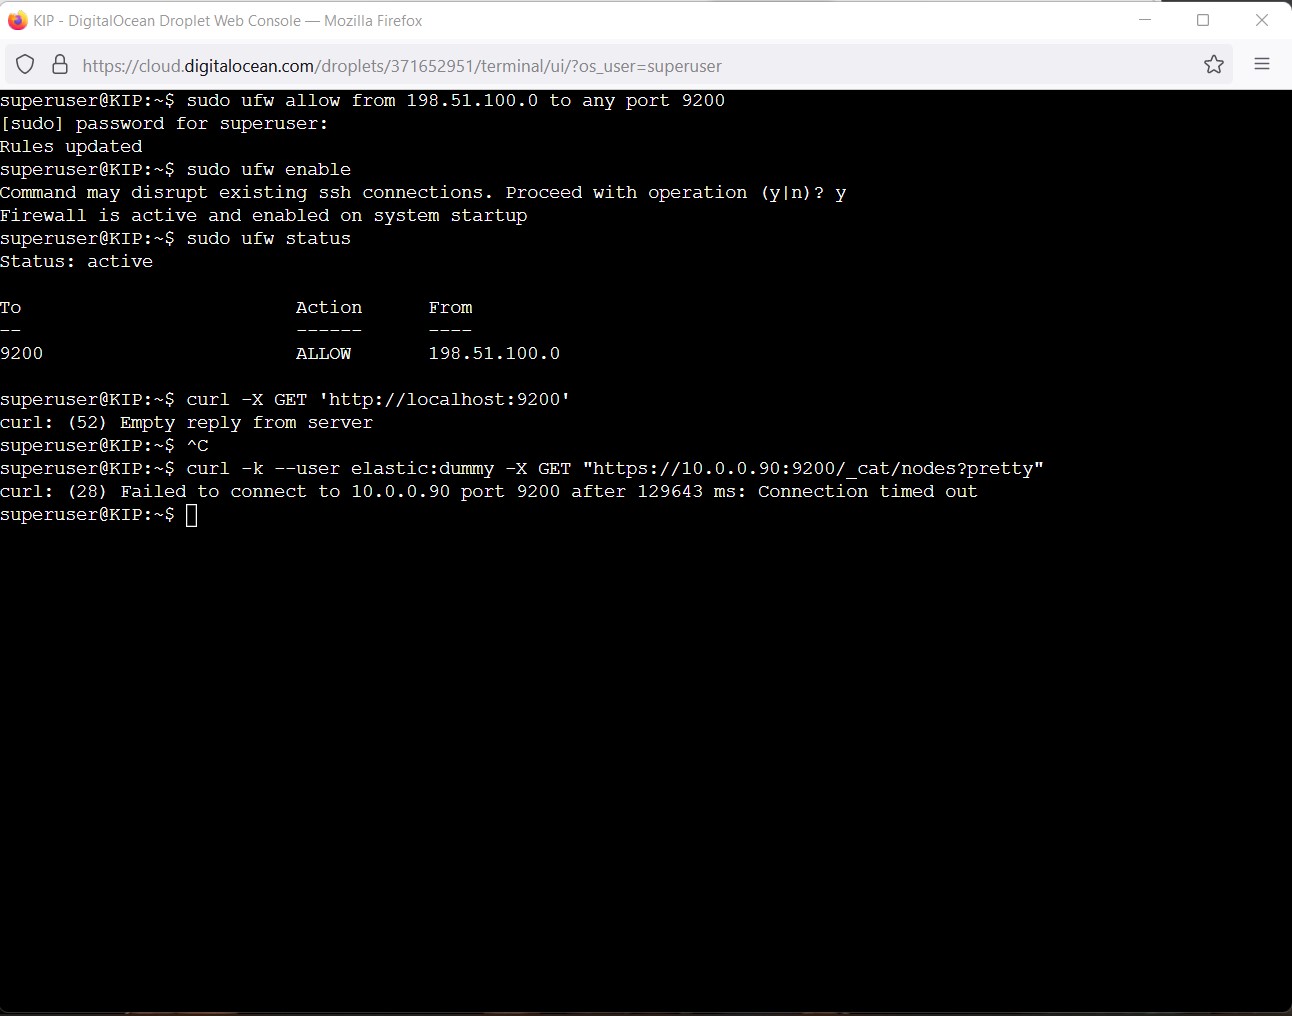 KIP - DigitalOcean Droplet Web Console — Mozilla Firefox
https://cloud.digitalocean.com/droplets/371652951/terminal/ui/?os_user=superuser
superuser@KIP:~$ sudo ufw allow from 198.51.100.0 to any port 9200
[sudo] password for superuser:
Rules updated
superuser@KIP:~$ sudo ufw enable
Command may disrupt existing ssh connections. Proceed with operation (y|n)? y
Firewall is active and enabled on system startup
superuser@KIP:~$ sudo ufw status
Status: active
To                         Action      From
--                         ------      ----
9200                       ALLOW       198.51.100.0
superuser@KIP:~$ curl -X GET 'http://localhost:9200'
curl: (52) Empty reply from server
superuser@KIP:~$ ^C
superuser@KIP:~$ curl -k --user elastic:dummy -X GET "https://10.0.0.90:9200/_cat/nodes?pretty"
curl: (28) Failed to connect to 10.0.0.90 port 9200 after 129643 ms: Connection timed out
superuser@KIP:~$